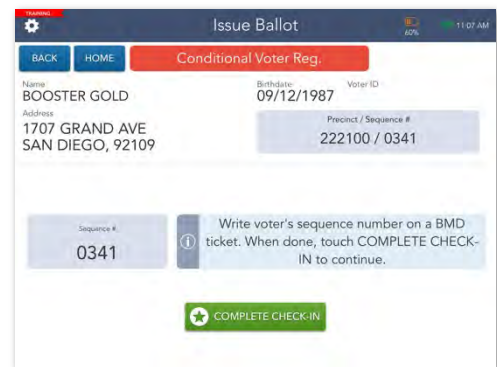 TRAINING
Issue Ballot
60%
11:07 AM
BACK
HOME
Conditional Voter Reg.
Name
BOOSTER GOLD
Birthdate
09/12/1987
Voter ID
Address
1707 GRAND AVE
SAN DIEGO, 92109
Precinct / Sequence #
222100 / 0341
Sequence #
0341
Write voter's sequence number on a BMD
ticket. When done, touch COMPLETE CHECK-
IN to continue.
COMPLETE CHECK-IN